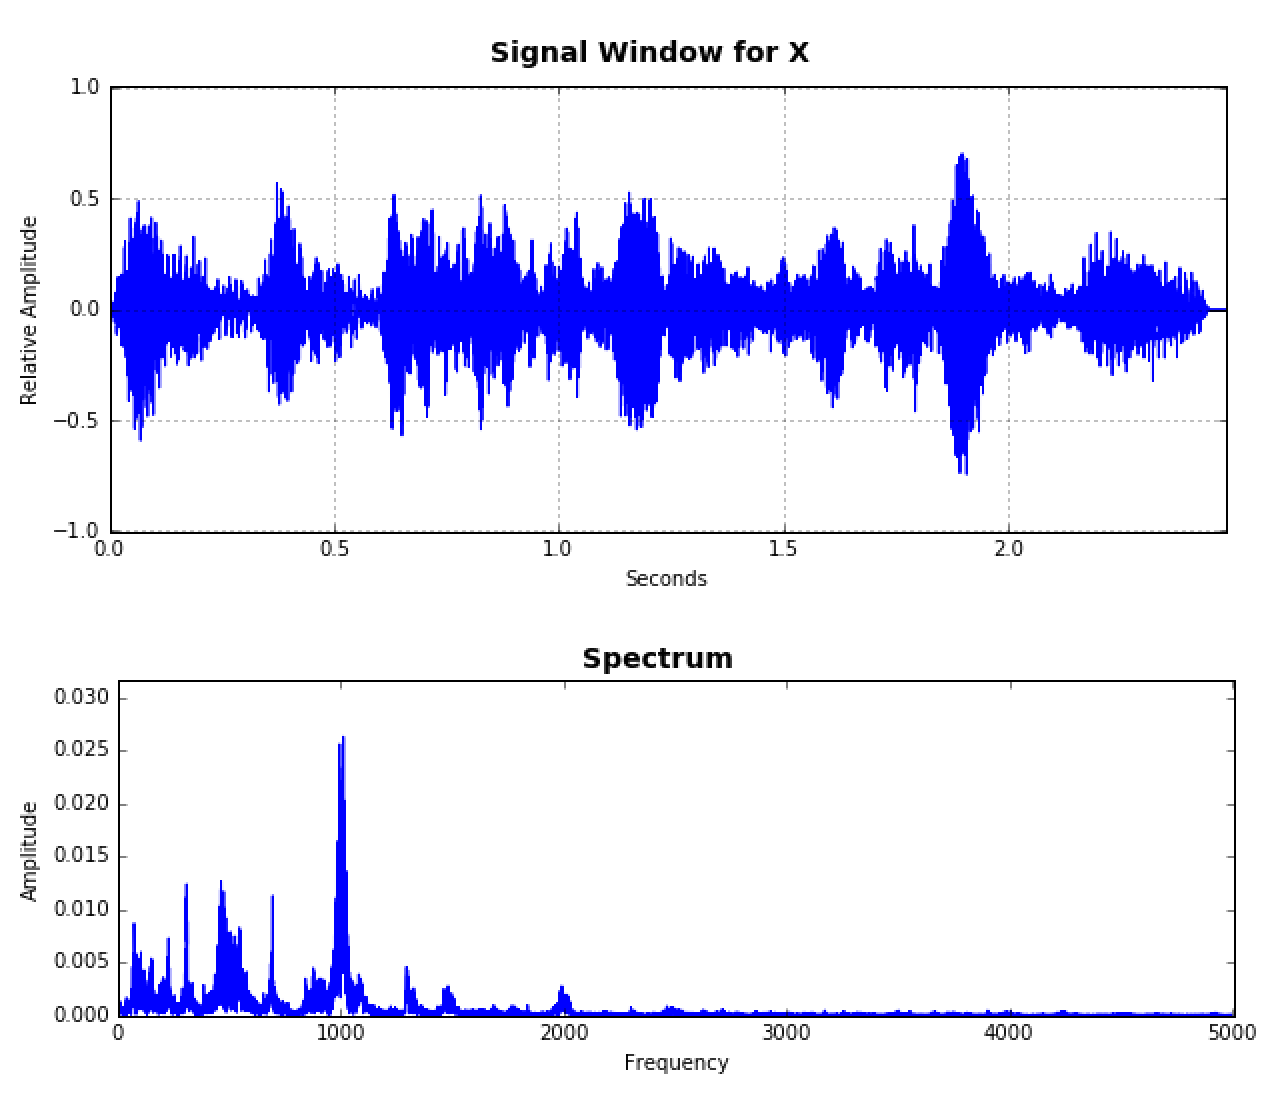 Signal Window for X
1.0
0.5
0.0
−0.5
−1.0
Relative Amplitude
0.0 0.5 1.0 1.5 2.0
Seconds
Spectrum
0.030
0.025
0.020
0.015
0.010
0.005
0.000
Amplitude
0 1000 2000 3000 4000 5000
Frequency